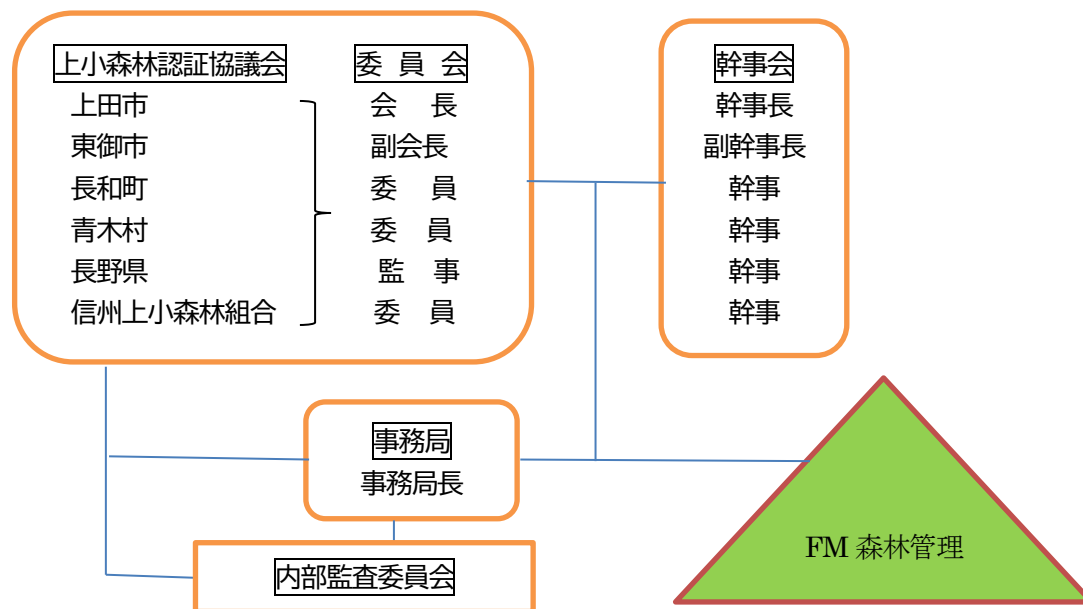 上小森林認証協議会 委員会
上田市 会長
東御市 副会長
長和町 委員
青木村 委員
長野県 監事
信州上小森林組合 委員
幹事会
幹事長
副幹事長
幹事
幹事
幹事
幹事
事務局
事務局長
内部監査委員会
FM 森林管理